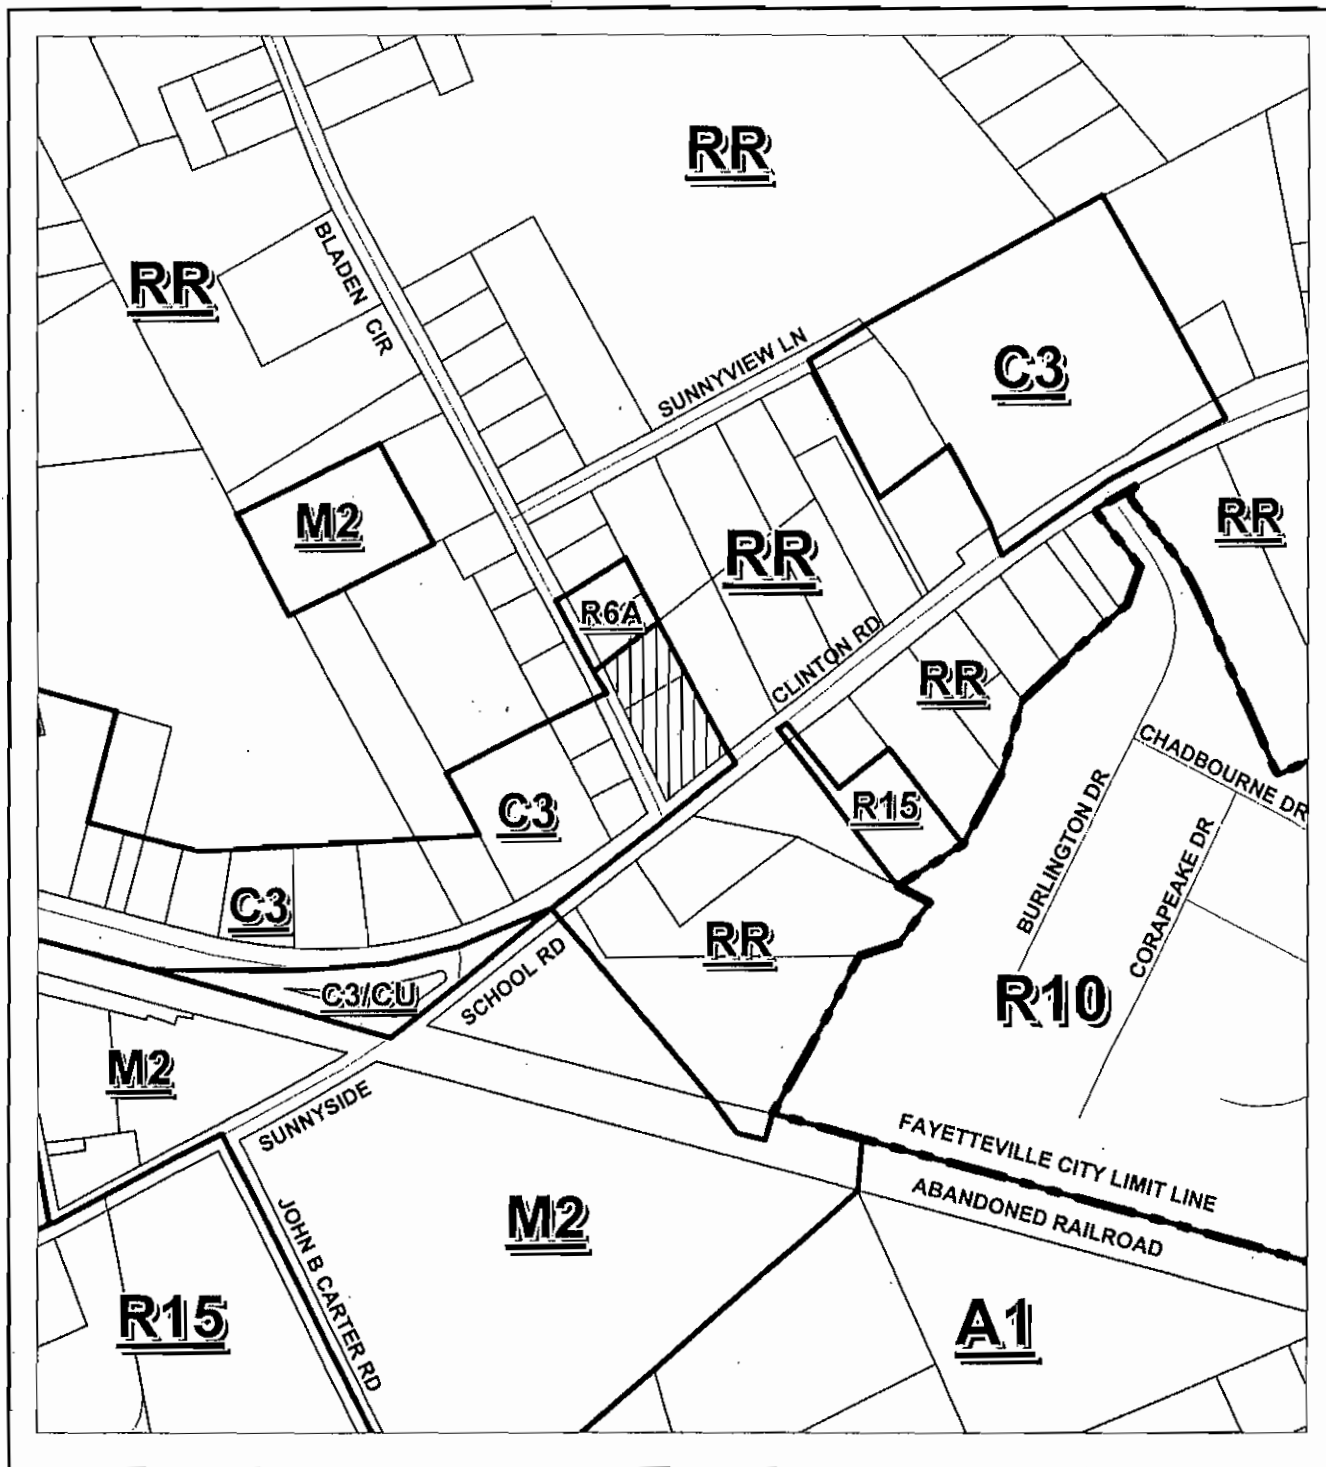 RR
RR
BLADEN CIR
SUNNYVIEW LN
C3
M2
RR
RR
R6A
CLINTON RD
RR
C3
R15
CHADBOURNE DR
BURLINGTON DR
CORAPEAKE DR
C3
RR
SCHOOL RD
C3/CU
R10
M2
SUNNYSIDE
FAYETTEVILLE CITY LIMIT LINE
ABANDONED RAILROAD
M2
JOHN B CARTER RD
R15
A1